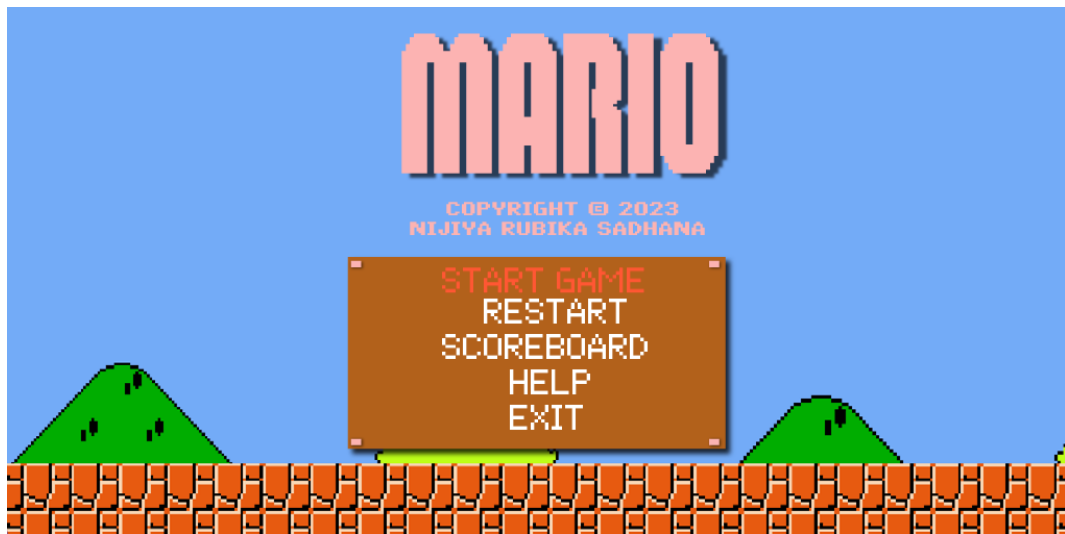 MARIO
COPYRIGHT © 2023
NIJIYA RUBIKA SADHANA
START GAME
RESTART
SCOREBOARD
HELP
EXIT